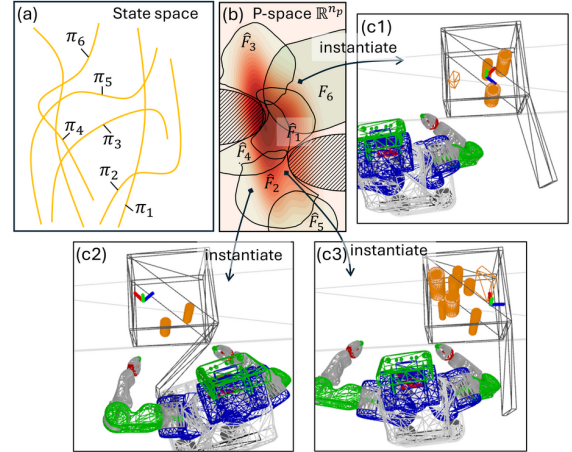 (a) State space
π₆
π₅
π₄
π₃
π₂
π₁
(b) P-space ℝⁿᵖ
F̂₃
F₆
F̂₁
F̂₄
F̂₂
F̂₅
instantiate
(c1)
(c2)
instantiate
(c3)
instantiate